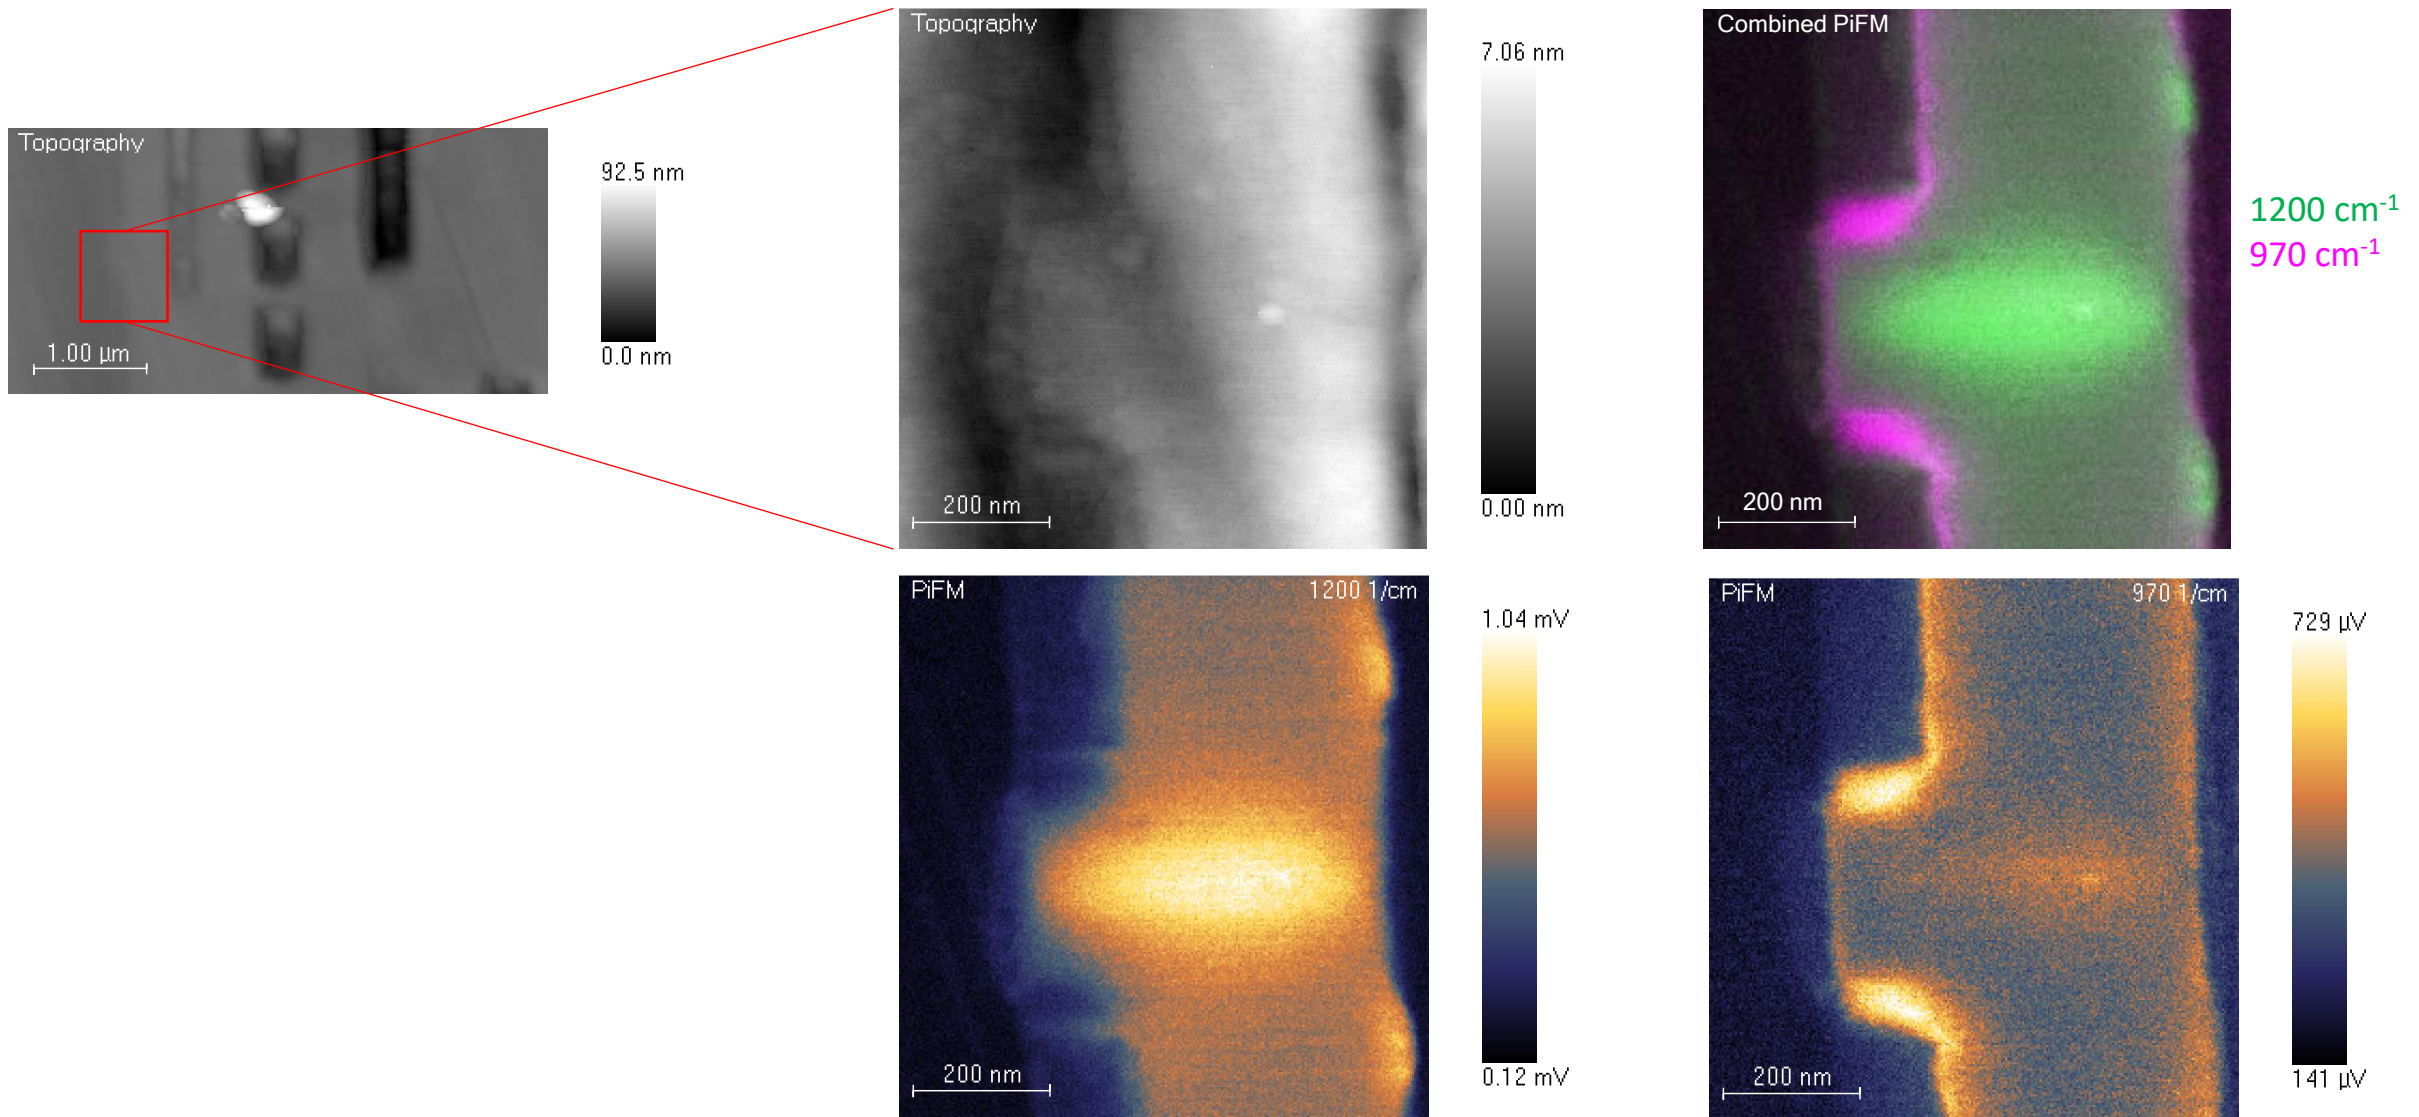 Topography
92.5 nm
0.0 nm
1.00 µm
Topography
7.06 nm
0.00 nm
200 nm
Combined PiFM
200 nm
1200 cm-1
970 cm-1
PiFM
1200 1/cm
1.04 mV
0.12 mV
200 nm
PiFM
970 1/cm
729 µV
141 µV
200 nm